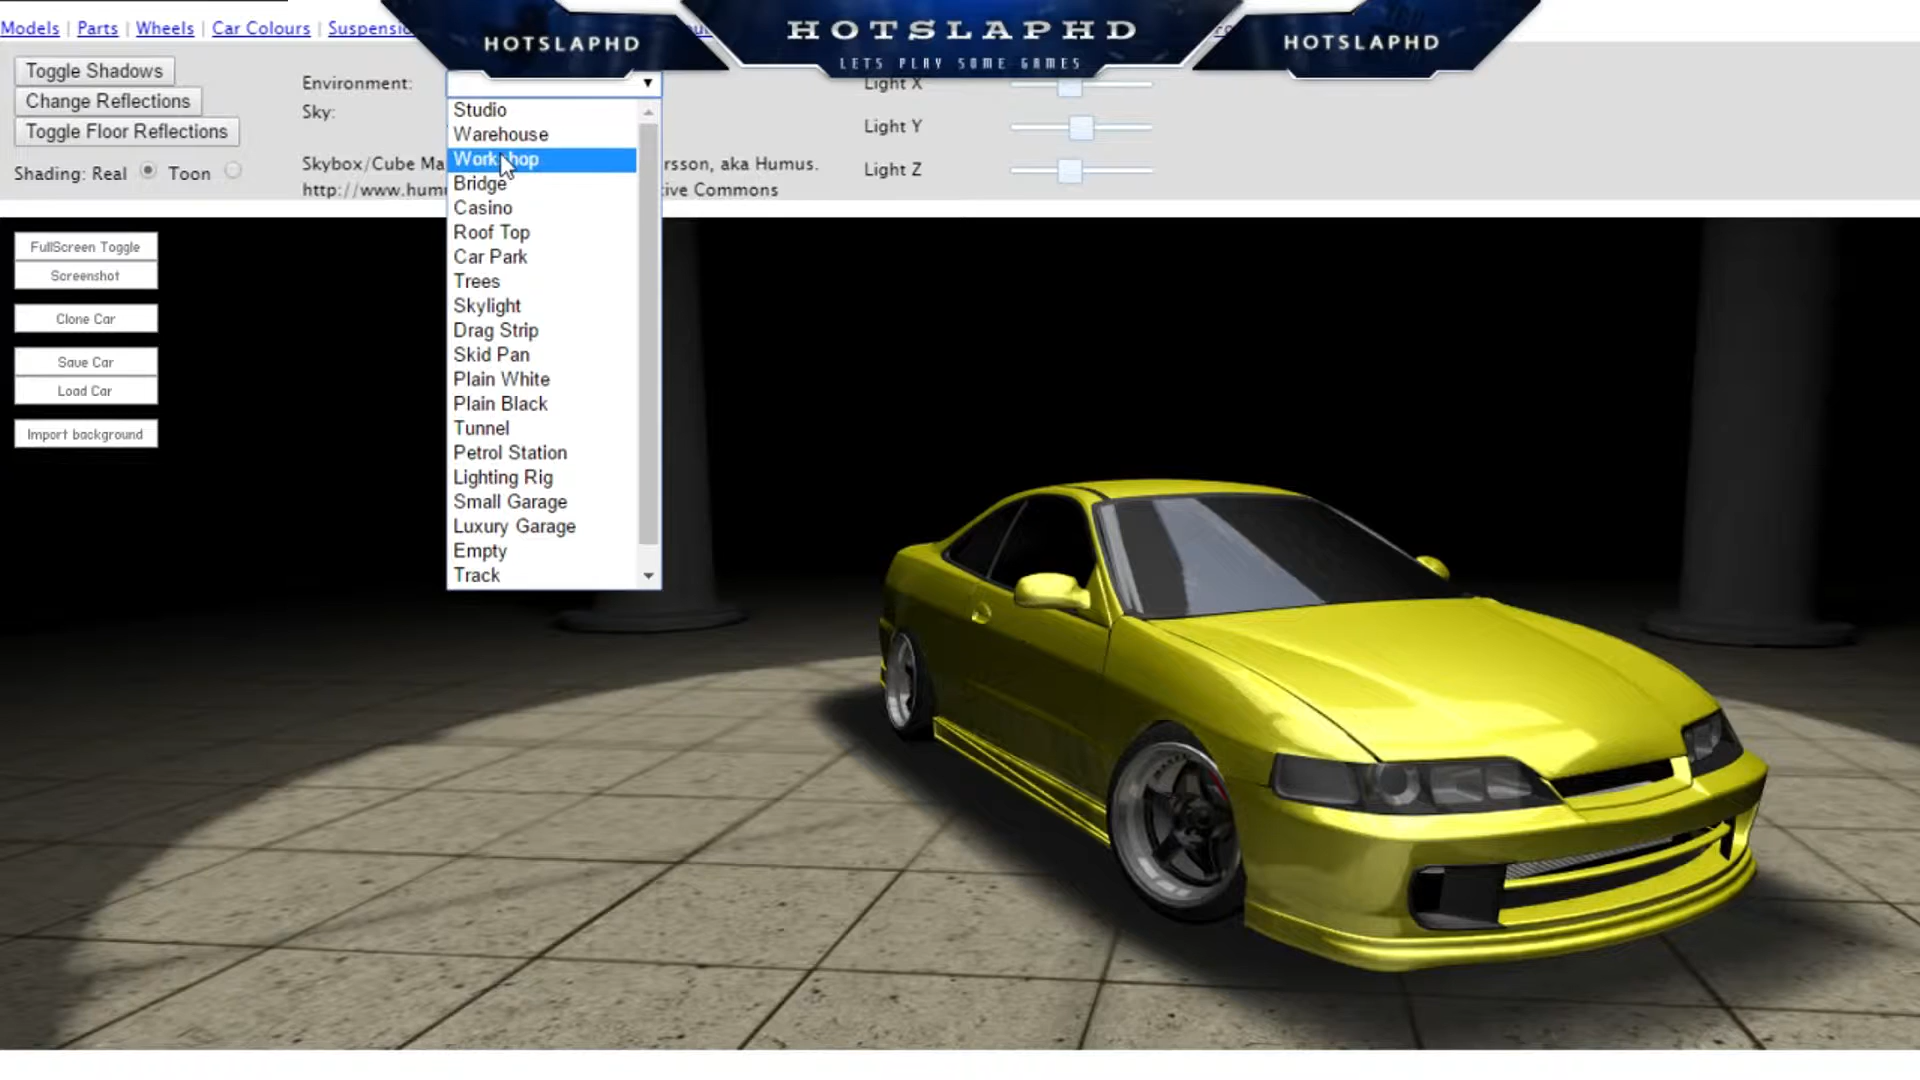 Models | Parts | Wheels | Car Colours |
HOTSLAPHD
HOTSLAPHD
LETS PLAY SOME GAMES
HOTSLAPHD
Toggle Shadows
Change Reflections
Toggle Floor Reflections
Shading: Real Toon
Environment:
Sky:
Skybox/Cube Ma rsson, aka Humus.
http://www.hum ive Commons
Light X
Light Y
Light Z
Studio
Warehouse
Workshop
Bridge
Casino
Roof Top
Car Park
Trees
Skylight
Drag Strip
Skid Pan
Plain White
Plain Black
Tunnel
Petrol Station
Lighting Rig
Small Garage
Luxury Garage
Empty
Track
FullScreen Toggle
Screenshot
Clone Car
Save Car
Load Car
Import background